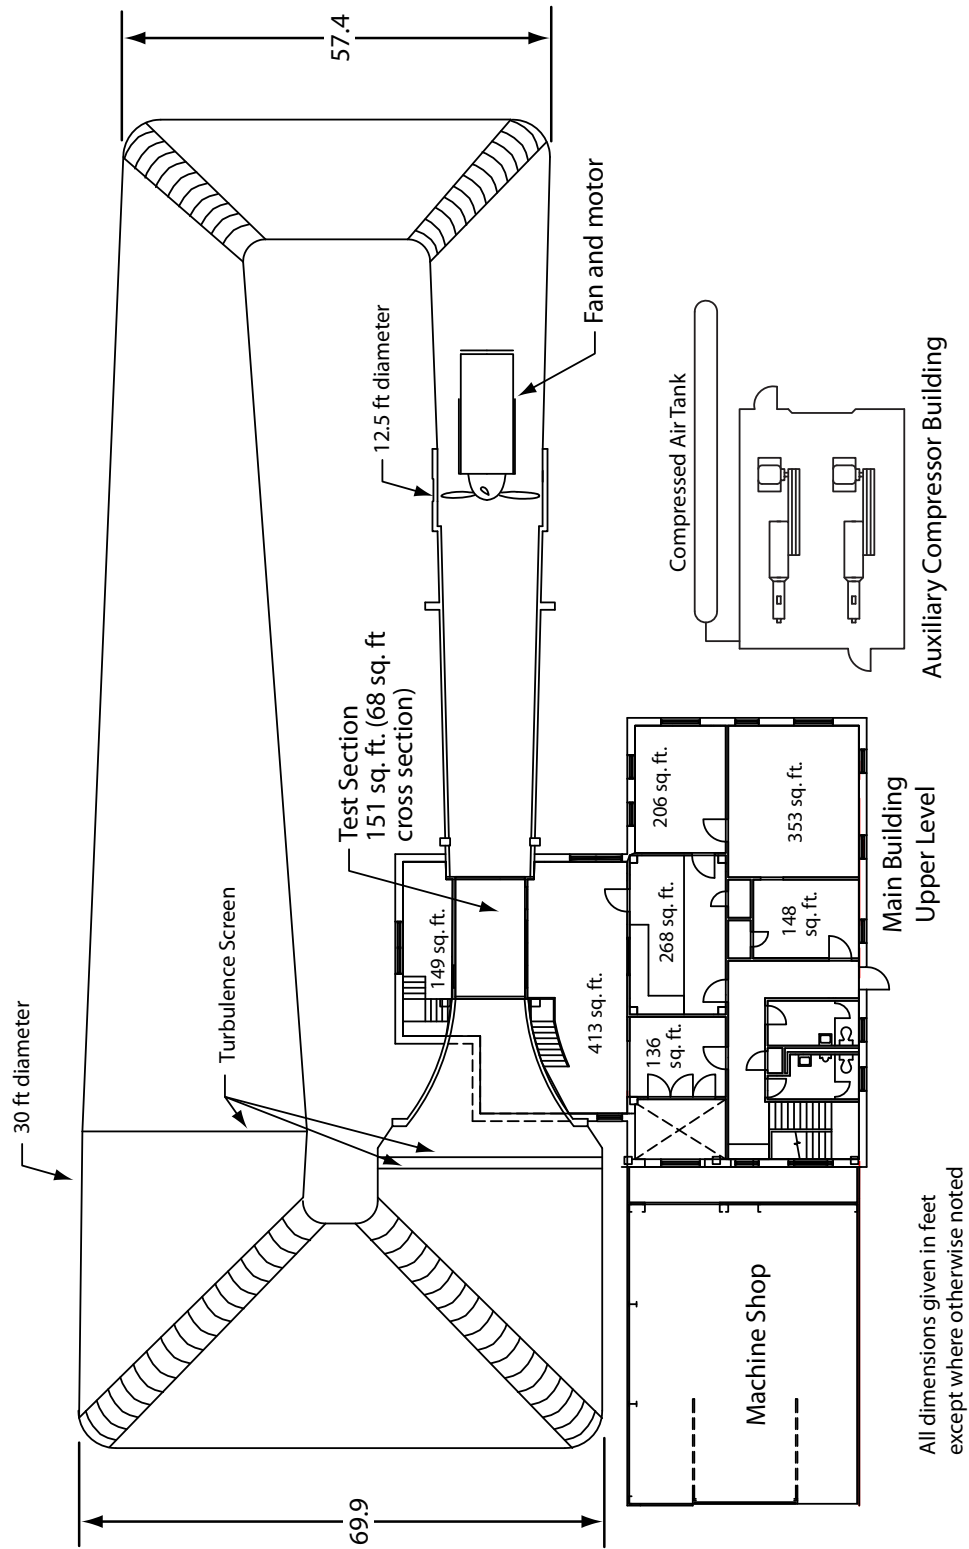 30 ft diameter
Turbulence Screen
Test Section
151 sq. ft. (68 sq. ft
cross section)
12.5 ft diameter
57.4
Fan and motor
69.9
149 sq. ft.
413 sq. ft.
136
sq. ft.
268 sq. ft.
206 sq. ft.
148
sq. ft.
353 sq. ft.
Machine Shop
Main Building
Upper Level
Compressed Air Tank
Auxiliary Compressor Building
All dimensions given in feet
except where otherwise noted